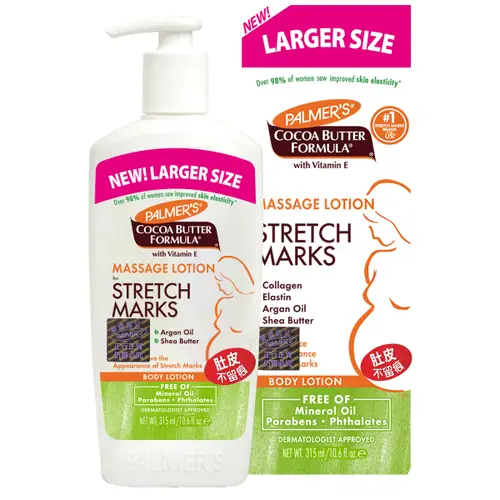 NEW! LARGER SIZE
Over 98% of women saw improved skin elasticity*
PALMER'S®
COCOA BUTTER
FORMULA®
with Vitamin E
MASSAGE LOTION
for
STRETCH
MARKS
Argan Oil
Shea Butter
Appearance of Stretch Marks
肚皮
不留痕
BODY LOTION
FREE OF
Mineral Oil
Parabens • Phthalates
DERMATOLOGIST APPROVED
NET WT. 315 ml/10.6 fl.oz.e
PALMER'S
NEW!
LARGER SIZE
Over 98% of women saw improved skin elasticity*
PALMER'S®
COCOA BUTTER
FORMULA®
with Vitamin E
#1
STRETCH MARKS
BRAND
US†
MASSAGE LOTION
STRETCH
MARKS
Collagen
Elastin
Argan Oil
Shea Butter
肚皮
不留痕
BODY LOTION
FREE OF
Mineral Oil
Parabens • Phthalates
DERMATOLOGIST APPROVED
NET WT. 315 ml/10.6 fl.oz.e